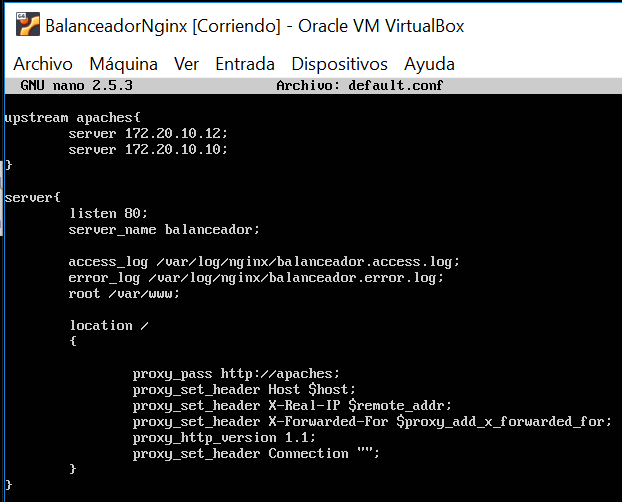 64
BalanceadorNginx [Corriendo] - Oracle VM VirtualBox
Archivo Máquina Ver Entrada Dispositivos Ayuda
GNU nano 2.5.3 Archivo: default.conf
upstream apaches{
server 172.20.10.12;
server 172.20.10.10;
}
server{
listen 80;
server_name balanceador;
access_log /var/log/nginx/balanceador.access.log;
error_log /var/log/nginx/balanceador.error.log;
root /var/www;
location /
{
proxy_pass http://apaches;
proxy_set_header Host $host;
proxy_set_header X-Real-IP $remote_addr;
proxy_set_header X-Forwarded-For $proxy_add_x_forwarded_for;
proxy_http_version 1.1;
proxy_set_header Connection "";
}
}